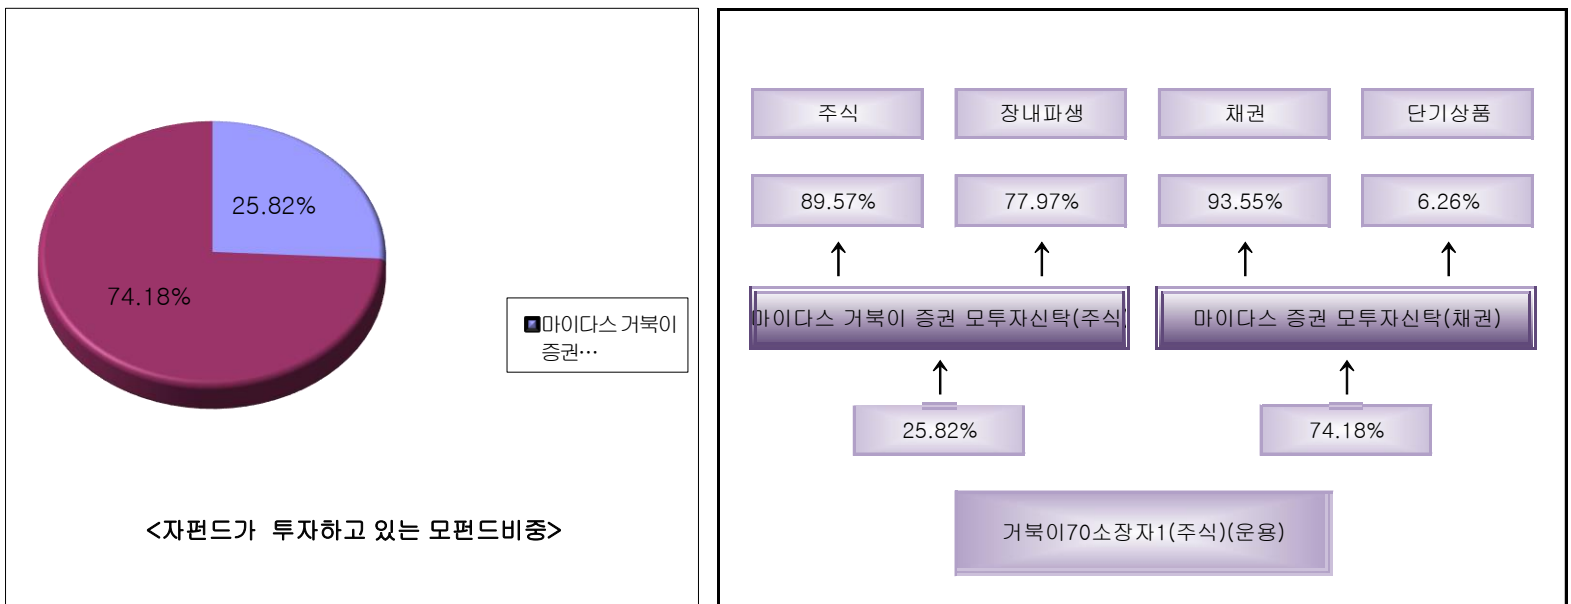 25.82%
74.18%
마이다스 거북이
증권…
<자펀드가 투자하고 있는 모펀드비중>
주식 장내파생 채권 단기상품
89.57% 77.97% 93.55% 6.26%
마이다스 거북이 증권 모투자신탁(주식) 마이다스 증권 모투자신탁(채권)
25.82% 74.18%
거북이70소장자1(주식)(운용)